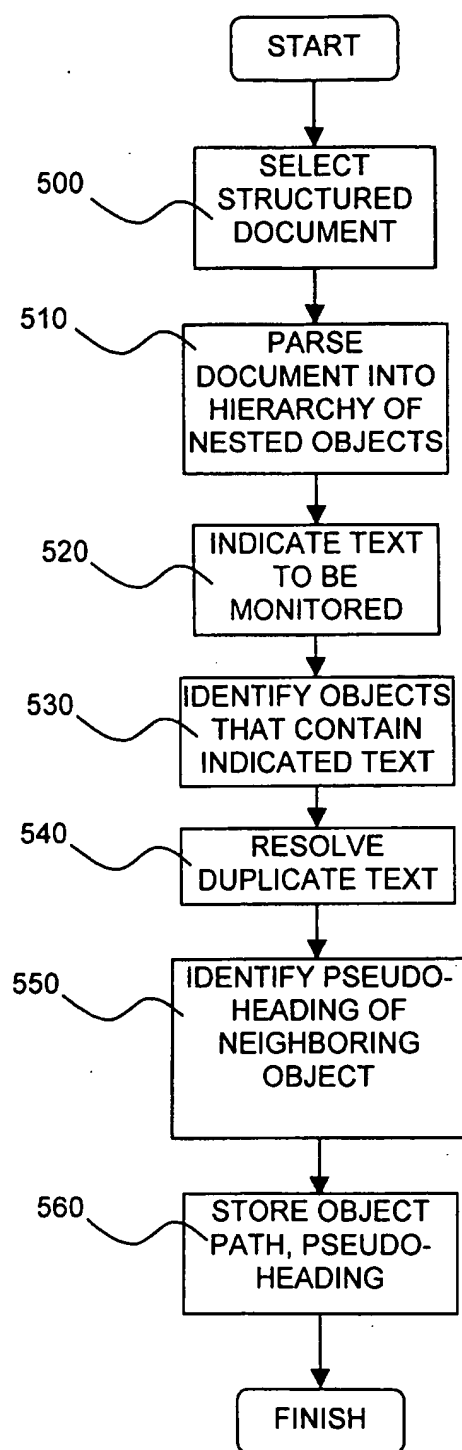 START
500
SELECT
STRUCTURED
DOCUMENT
510
PARSE
DOCUMENT INTO
HIERARCHY OF
NESTED OBJECTS
520
INDICATE TEXT
TO BE
MONITORED
530
IDENTIFY OBJECTS
THAT CONTAIN
INDICATED TEXT
540
RESOLVE
DUPLICATE TEXT
550
IDENTIFY PSEUDO-
HEADING OF
NEIGHBORING
OBJECT
560
STORE OBJECT
PATH, PSEUDO-
HEADING
FINISH